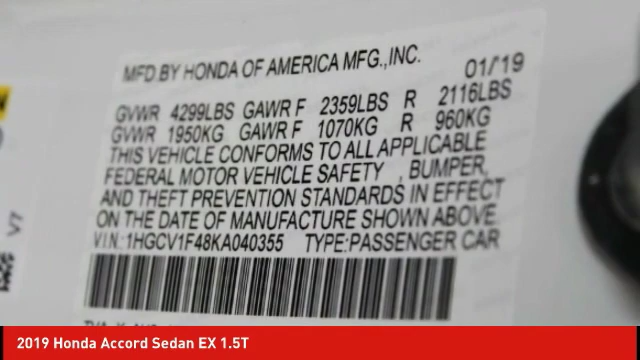 MFD.BY HONDA OF AMERICA MFG.,INC. 01/'19
GVWR 4299LBS GAWR F 2359LBS R 2116LBS
GVWR 1950KG GAWR F 1070KG R 960KG
THIS VEHICLE CONFORMS TO ALL APPLICABLE
FEDERAL MOTOR VEHICLE SAFETY , BUMPER,
AND THEFT PREVENTION STANDARDS IN EFFECT
ON THE DATE OF MANUFACTURE SHOWN ABOVE.
VIN:1HGCV1F48KA040355 TYPE:PASSENGER CAR
V7
2019 Honda Accord Sedan EX 1.5T